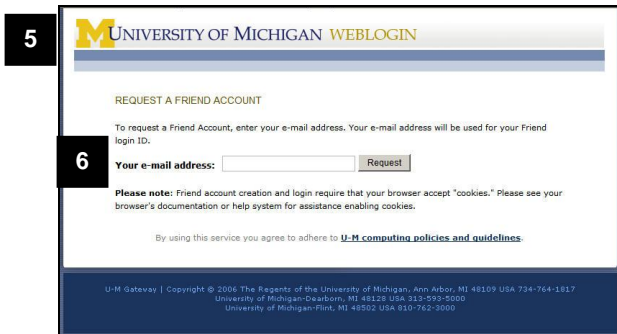 5
UNIVERSITY OF MICHIGAN WEBLOGIN
REQUEST A FRIEND ACCOUNT
To request a Friend Account, enter your e-mail address. Your e-mail address will be used for your Friend
login ID.
6
Your e-mail address: Request
Please note: Friend account creation and login require that your browser accept "cookies." Please see your
browser's documentation or help system for assistance enabling cookies.
By using this service you agree to adhere to U-M computing policies and guidelines.
U-M Gateway | Copyright © 2006 The Regents of the University of Michigan, Ann Arbor, MI 48109 USA 734-764-1817
University of Michigan-Dearborn, MI 48128 USA 313-593-5000
University of Michigan-Flint, MI 48502 USA 810-762-3000